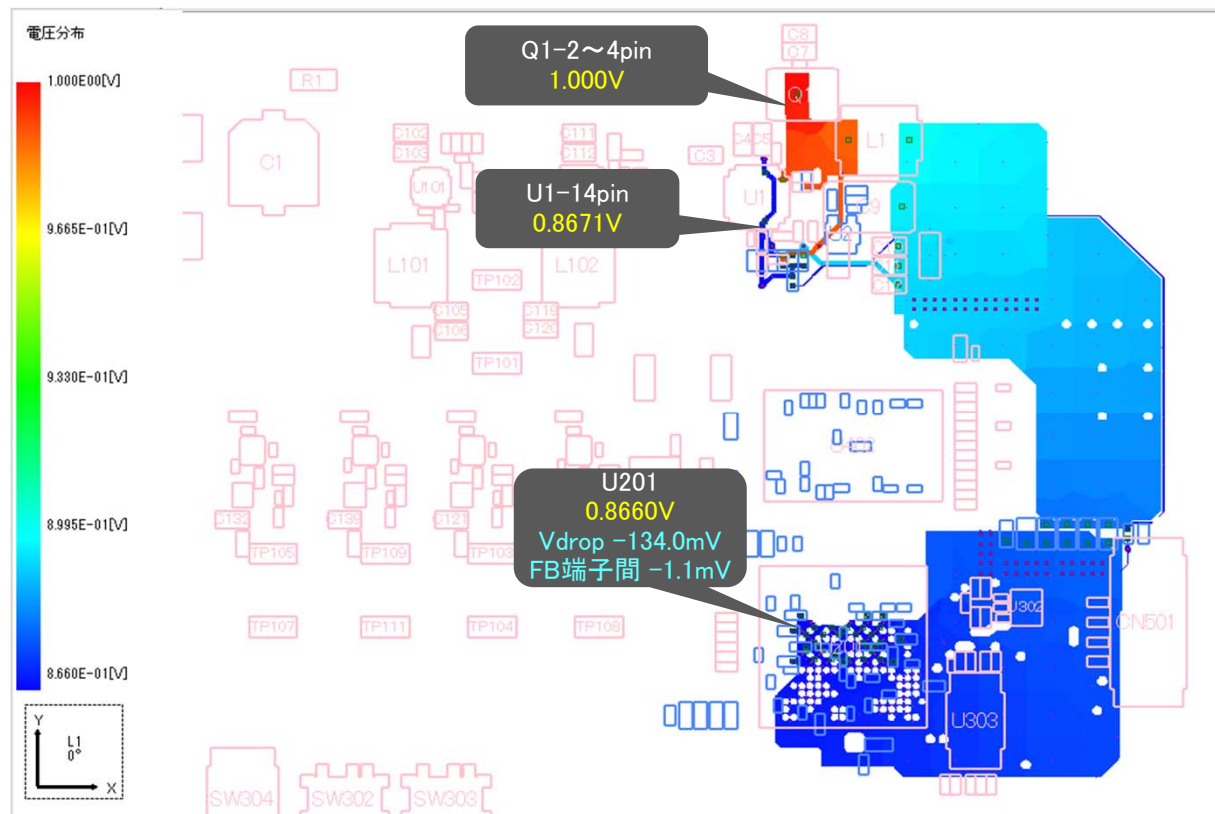 電圧分布
1.000E00[V]
9.665E-01[V]
9.330E-01[V]
8.995E-01[V]
8.660E-01[V]
Q1-2~4pin
1.000V
U1-14pin
0.8671V
U201
0.8660V
Vdrop -134.0mV
FB端子間 -1.1mV
C8
C7
Q1
R1
C102
C103
C111
C112
C3
C4
C5
L1
C1
U101
U1
C9
U2
L101
L102
TP102
C105
C106
C119
C120
TP101
C132
C139
C121
TP105
TP109
TP103
TP107
TP111
TP104
TP108
U302
CN501
U303
SW304
SW302
SW303
Y
L1
0°
X